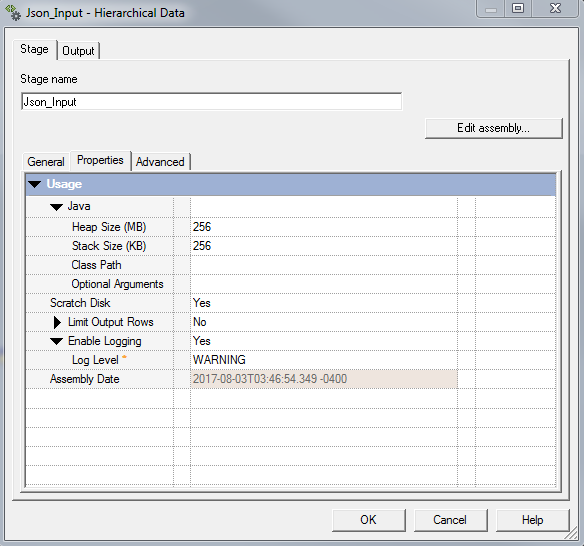 Json_Input - Hierarchical Data
Stage Output
Stage name
Json_Input
Edit assembly...
General Properties Advanced
Usage
Java
Heap Size (MB) 256
Stack Size (KB) 256
Class Path
Optional Arguments
Scratch Disk Yes
Limit Output Rows No
Enable Logging Yes
Log Level * WARNING
Assembly Date 2017-08-03T03:46:54.349 -0400
OK Cancel Help